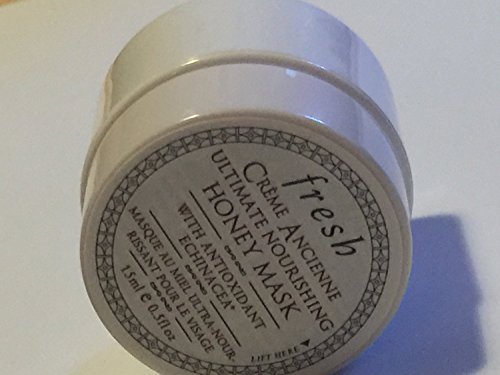 fresh
CRÈME ANCIENNE
ULTIMATE NOURISHING
HONEY MASK
WITH ANTIOXIDANT
ECHINACEA*
MASQUE AU MIEL ULTRA-NOUR-
RISSANT POUR LE VISAGE
15ml e 0.5fl oz
LIFT HERE